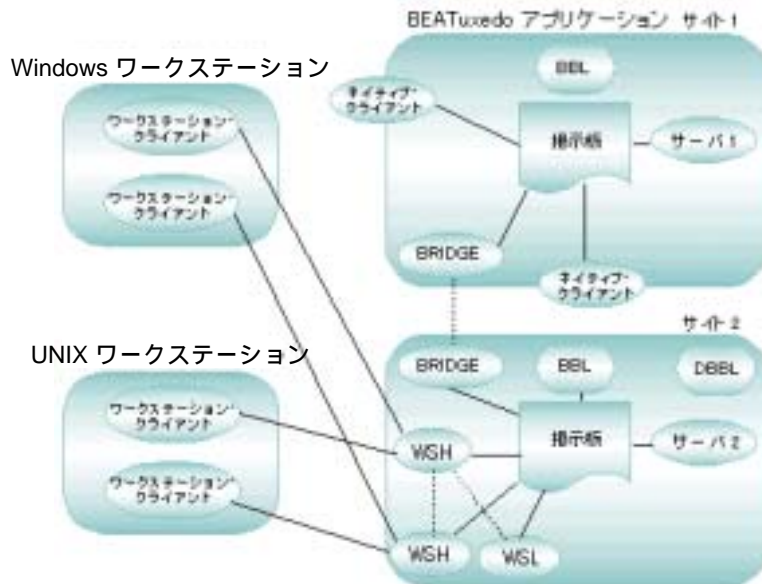 BEATuxedo アプリケーション サイト1
Windows ワークステーション
ワークステーション・
クライアント
ワークステーション・
クライアント
BBL
ネイティブ・
クライアント
掲示板
サーバ1
BRIDGE
ネイティブ・
クライアント
サイト2
UNIX ワークステーション
ワークステーション・
クライアント
ワークステーション・
クライアント
BRIDGE
BBL
DBBL
掲示板
サーバ2
WSH
WSH
WSL